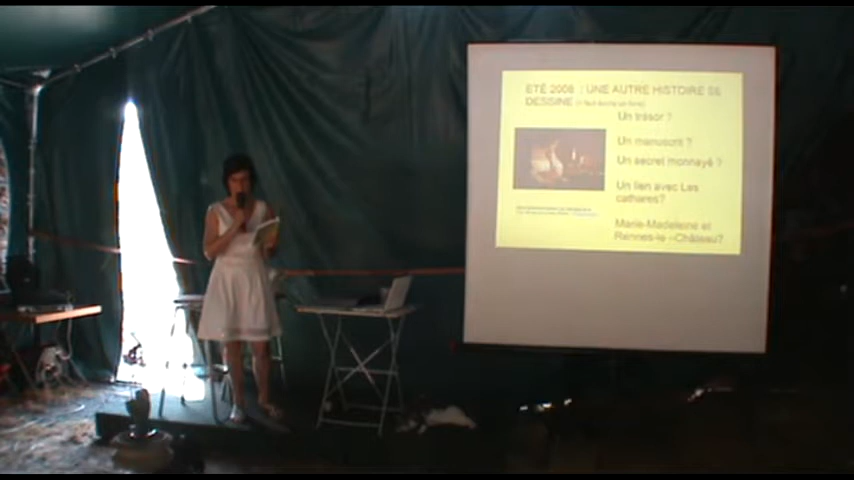 ETÉ 2008 : UNE AUTRE HISTOIRE SE
DESSINE
Un trésor ?
Un manuscrit ?
Un secret monnayé ?
Un lien avec Les
cathares?
Marie-Madeleine et
Rennes-le –Château?